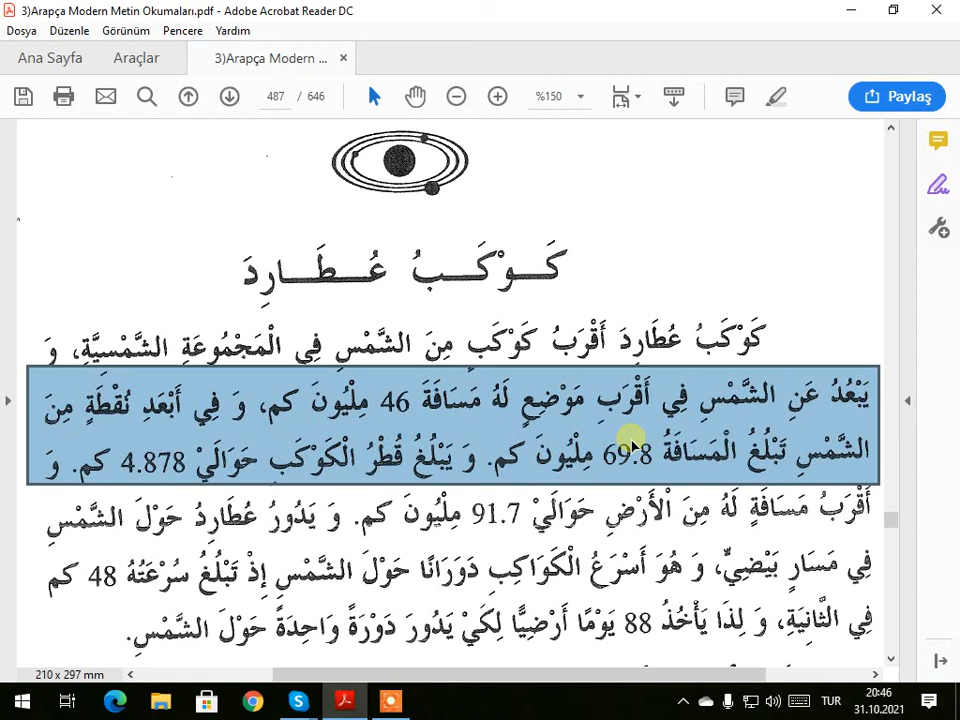 3)Arapça Modern Metin Okumaları.pdf - Adobe Acrobat Reader DC
Dosya Düzenle Görünüm Pencere Yardım
Ana Sayfa Araçlar 3)Arapça Modern ...
487 / 646 %150 Paylaş
كَـوْكَـبُ عُـطَـارِدَ
كَوْكَبُ عُطَارِدَ أَقْرَبُ كَوْكَبٍ مِنَ الشَّمْسِ فِي الْمَجْمُوعَةِ الشَّمْسِيَّةِ، وَ
يَبْعُدُ عَنِ الشَّمْسِ فِي أَقْرَبِ مَوْضِعٍ لَهُ مَسَافَةَ 46 مِلْيُونَ كم، وَ فِي أَبْعَدِ نُقْطَةٍ مِنَ
الشَّمْسِ تَبْلُغُ الْمَسَافَةُ 69.8 مِلْيُونَ كم. وَ يَبْلُغُ قُطْرُ الْكَوْكَبِ حَوَالَيْ 4.878 كم. وَ
أَقْرَبُ مَسَافَةٍ لَهُ مِنَ الْأَرْضِ حَوَالَيْ 91.7 مِلْيُونَ كم. وَ يَدُورُ عُطَارِدُ حَوْلَ الشَّمْسِ
فِي مَسَارٍ بَيْضِيٍّ، وَ هُوَ أَسْرَعُ الْكَوَاكِبِ دَوَرَانًا حَوْلَ الشَّمْسِ إِذْ تَبْلُغُ سُرْعَتُهُ 48 كم
فِي الثَّانِيَةِ، وَ لِذَا يَأْخُذُ 88 يَوْمًا أَرْضِيًّا لِكَيْ يَدُورَ دَوْرَةً وَاحِدَةً حَوْلَ الشَّمْسِ.
210 x 297 mm
TUR 20:46
31.10.2021